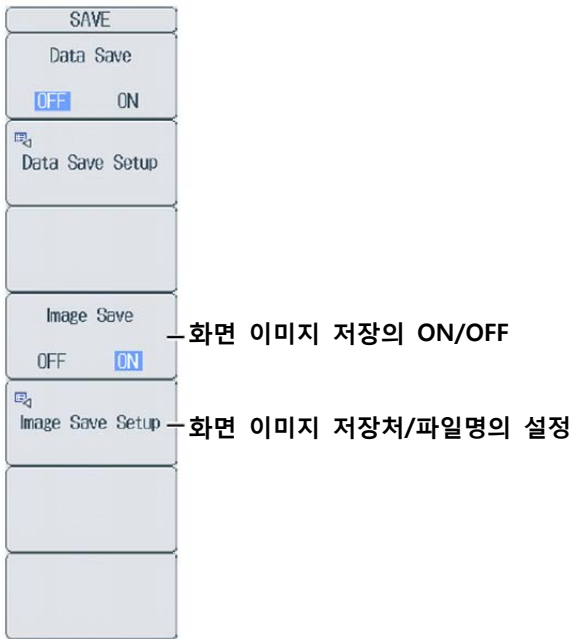 SAVE
Data Save
OFF ON
Data Save Setup
Image Save
OFF ON
Image Save Setup
화면 이미지 저장의 ON/OFF
화면 이미지 저장처/파일명의 설정